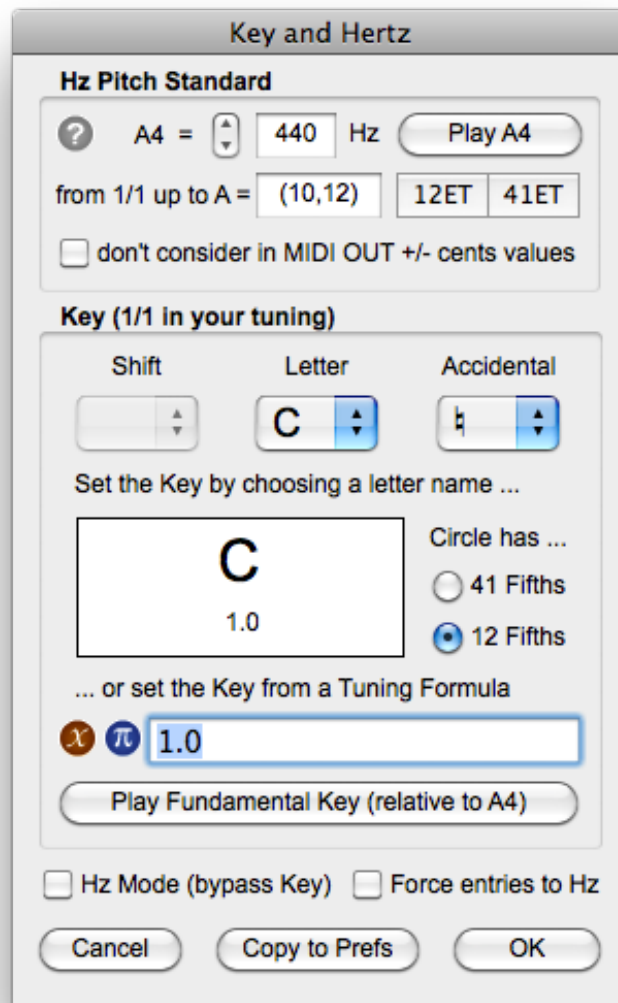 Key and Hertz
Hz Pitch Standard
? A4 = 440 Hz Play A4
from 1/1 up to A = (10,12) 12ET 41ET
don't consider in MIDI OUT +/- cents values
Key (1/1 in your tuning)
Shift Letter Accidental
C ♮
Set the Key by choosing a letter name ...
C
Circle has ...
41 Fifths
1.0
12 Fifths
... or set the Key from a Tuning Formula
x π 1.0
Play Fundamental Key (relative to A4)
Hz Mode (bypass Key) Force entries to Hz
Cancel Copy to Prefs OK